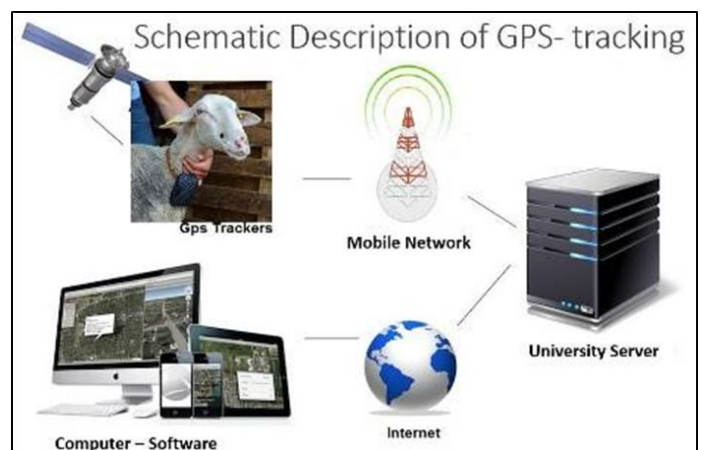 Schematic Description of GPS- tracking
Gps Trackers
Mobile Network
University Server
Computer – Software
Internet